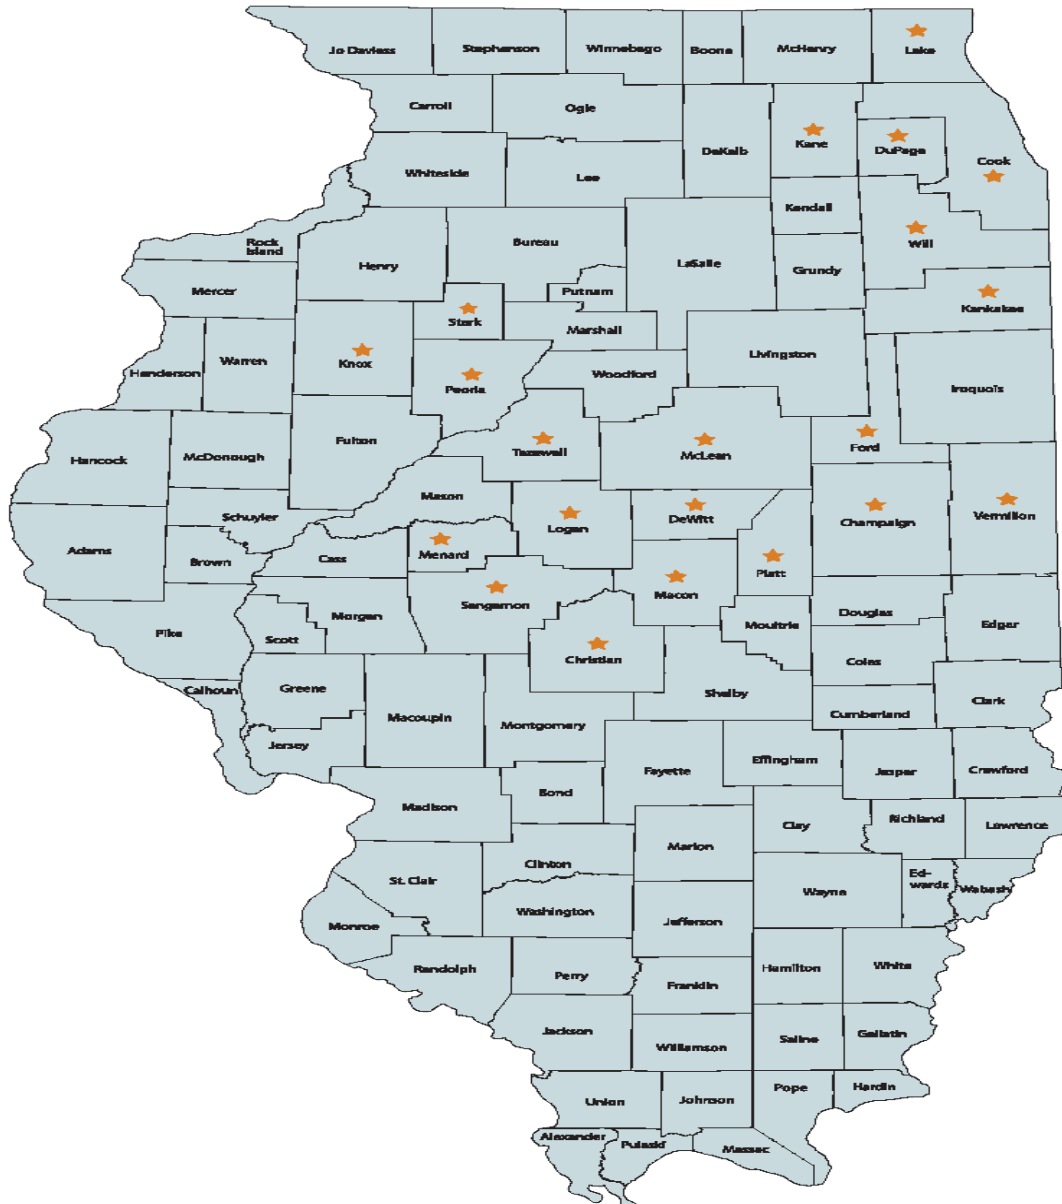 Jo Daviess
Stephenson
Winnebago
Boone
McHenry
Lake
Carroll
Ogle
DeKalb
Kane
DuPage
Cook
Whiteside
Lee
Kendall
Will
Rock
Island
Henry
Bureau
LaSalle
Grundy
Mercer
Putnam
Kankakee
Stark
Marshall
Henderson
Warren
Knox
Peoria
Woodford
Livingston
Iroquois
Hancock
McDonough
Fulton
Tazewell
McLean
Ford
Mason
Schuyler
Logan
DeWitt
Champaign
Vermilion
Adams
Brown
Cass
Menard
Piatt
Sangamon
Macon
Pike
Scott
Morgan
Christian
Moultrie
Douglas
Edgar
Coles
Calhoun
Greene
Macoupin
Montgomery
Shelby
Cumberland
Clark
Jersey
Fayette
Effingham
Jasper
Crawford
Madison
Bond
Clay
Richland
Lawrence
Marion
Clinton
St. Clair
Wayne
Ed-
wards
Wabash
Monroe
Washington
Jefferson
Randolph
Perry
Franklin
Hamilton
White
Jackson
Williamson
Saline
Gallatin
Union
Johnson
Pope
Hardin
Alexander
Pulaski
Massac